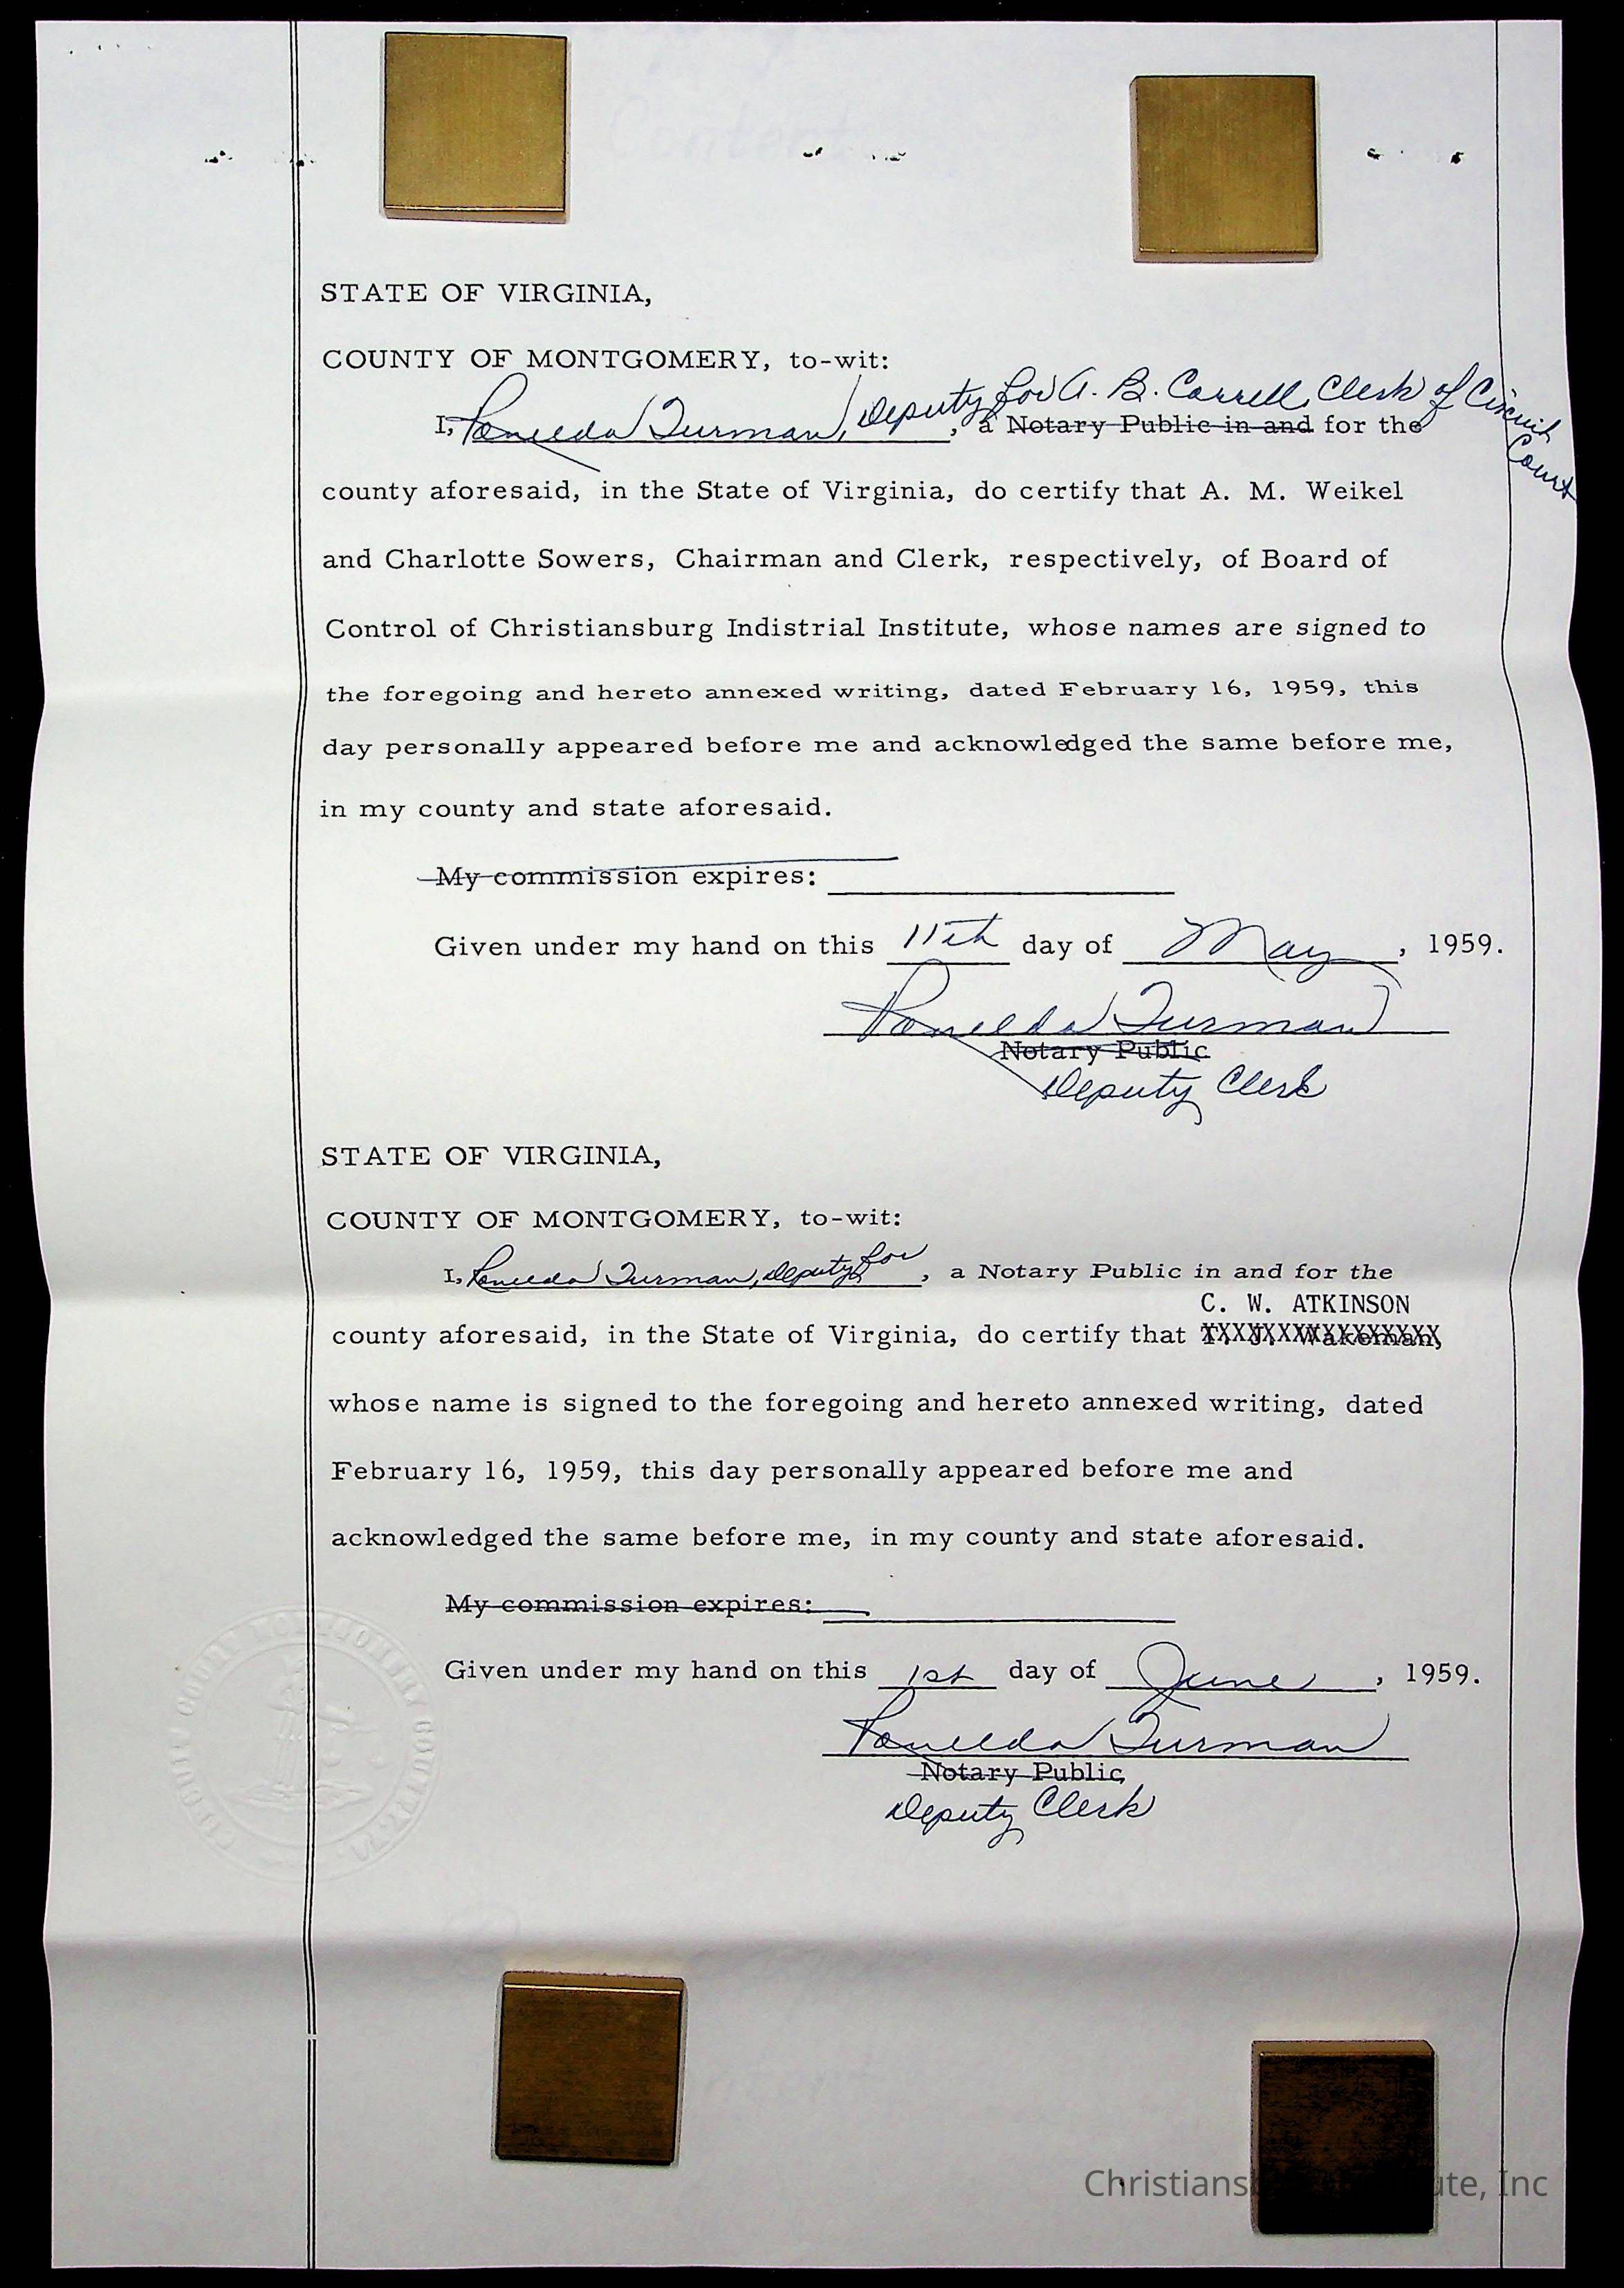 STATE OF VIRGINIA,
COUNTY OF MONTGOMERY, to-wit:
Deputy for A. B. Correll, Clerk of Circuit Court
I, Turman, , a Notary Public in and for the
county aforesaid, in the State of Virginia, do certify that A. M. Weikel
and Charlotte Sowers, Chairman and Clerk, respectively, of Board of
Control of Christiansburg Indistrial Institute, whose names are signed to
the foregoing and hereto annexed writing, dated February 16, 1959, this
day personally appeared before me and acknowledged the same before me,
in my county and state aforesaid.
My commission expires:
Given under my hand on this 11th day of May, 1959.
Turman
Notary Public
Deputy Clerk
STATE OF VIRGINIA,
COUNTY OF MONTGOMERY, to-wit:
I, Turman, Deputy for, a Notary Public in and for the
C. W. ATKINSON
county aforesaid, in the State of Virginia, do certify that T. J. Wakeman,
whose name is signed to the foregoing and hereto annexed writing, dated
February 16, 1959, this day personally appeared before me and
acknowledged the same before me, in my county and state aforesaid.
My commission expires:
Given under my hand on this 1st day of June, 1959.
Turman
Notary Public
Deputy Clerk
Inc